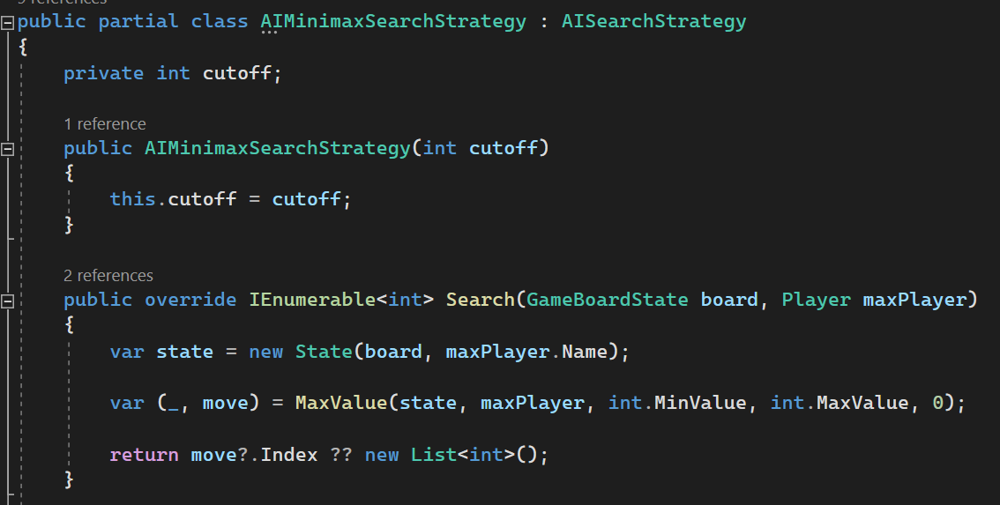 references
public partial class AIMinimaxSearchStrategy : AISearchStrategy
{
private int cutoff;
1 reference
public AIMinimaxSearchStrategy(int cutoff)
{
this.cutoff = cutoff;
}
2 references
public override IEnumerable<int> Search(GameBoardState board, Player maxPlayer)
{
var state = new State(board, maxPlayer.Name);
var (_, move) = MaxValue(state, maxPlayer, int.MinValue, int.MaxValue, 0);
return move?.Index ?? new List<int>();
}